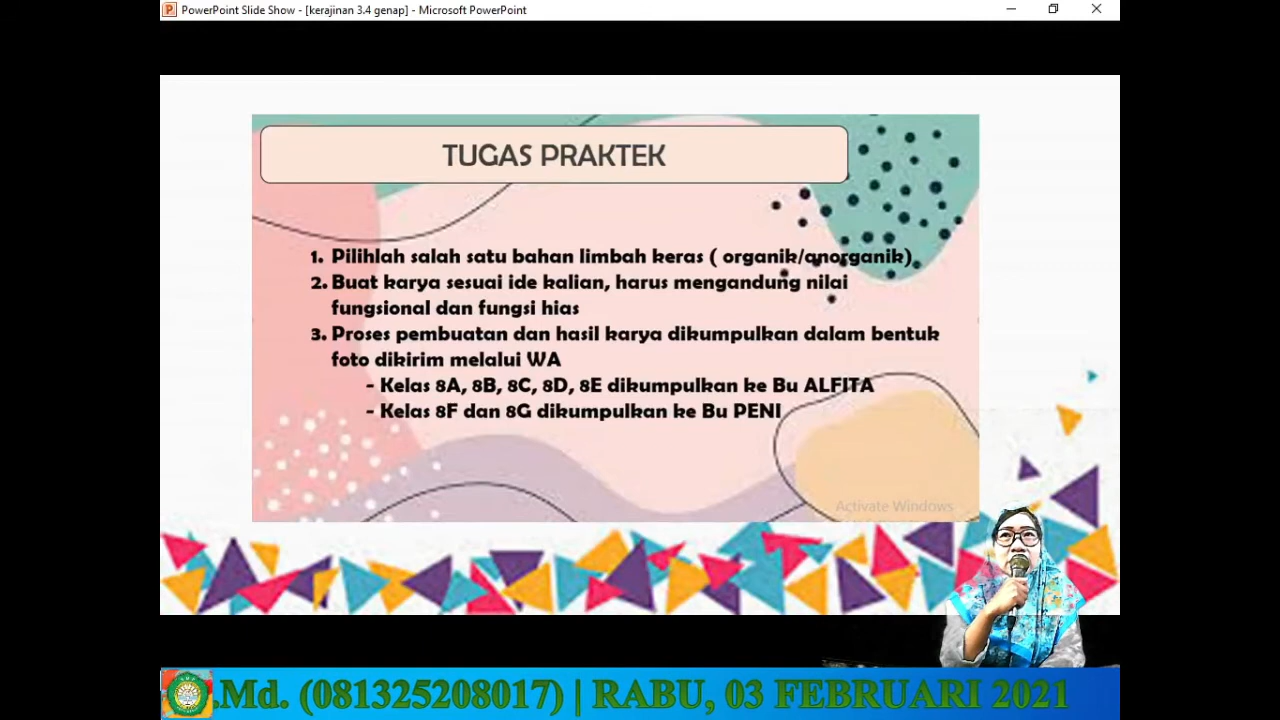 PowerPoint Slide Show - [kerajinan 3.4 genap] - Microsoft PowerPoint
TUGAS PRAKTEK
1. Pilihlah salah satu bahan limbah keras ( organik/anorganik)
2. Buat karya sesuai ide kalian, harus mengandung nilai
fungsional dan fungsi hias
3. Proses pembuatan dan hasil karya dikumpulkan dalam bentuk
foto dikirim melalui WA
- Kelas 8A, 8B, 8C, 8D, 8E dikumpulkan ke Bu ALFITA
- Kelas 8F dan 8G dikumpulkan ke Bu PENI
Activate Windows
.Md. (081325208017) | RABU, 03 FEBRUARI 2021